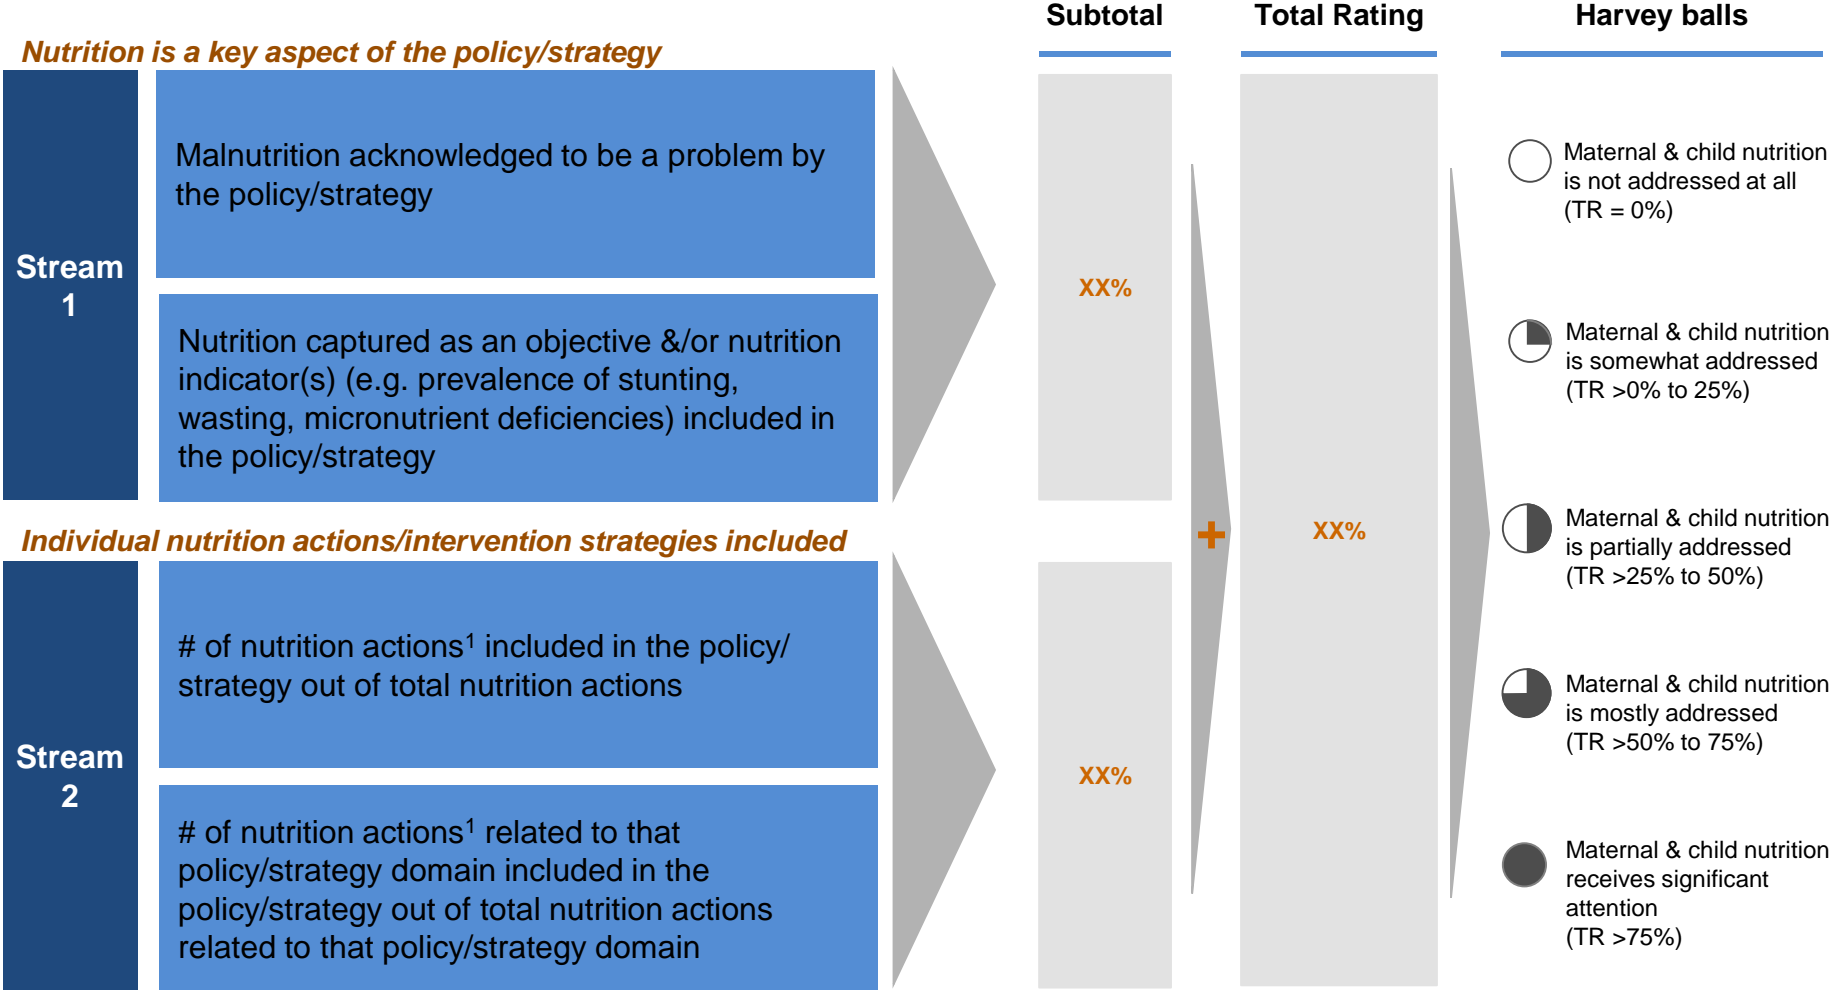 Subtotal
Total Rating
Harvey balls
Nutrition is a key aspect of the policy/strategy
Stream
1
Malnutrition acknowledged to be a problem by
the policy/strategy
Nutrition captured as an objective &/or nutrition
indicator(s) (e.g. prevalence of stunting,
wasting, micronutrient deficiencies) included in
the policy/strategy
XX%
Individual nutrition actions/intervention strategies included
Stream
2
# of nutrition actions¹ included in the policy/
strategy out of total nutrition actions
# of nutrition actions¹ related to that
policy/strategy domain included in the
policy/strategy out of total nutrition actions
related to that policy/strategy domain
XX%
+
XX%
Maternal & child nutrition
is not addressed at all
(TR = 0%)
Maternal & child nutrition
is somewhat addressed
(TR >0% to 25%)
Maternal & child nutrition
is partially addressed
(TR >25% to 50%)
Maternal & child nutrition
is mostly addressed
(TR >50% to 75%)
Maternal & child nutrition
receives significant
attention
(TR >75%)